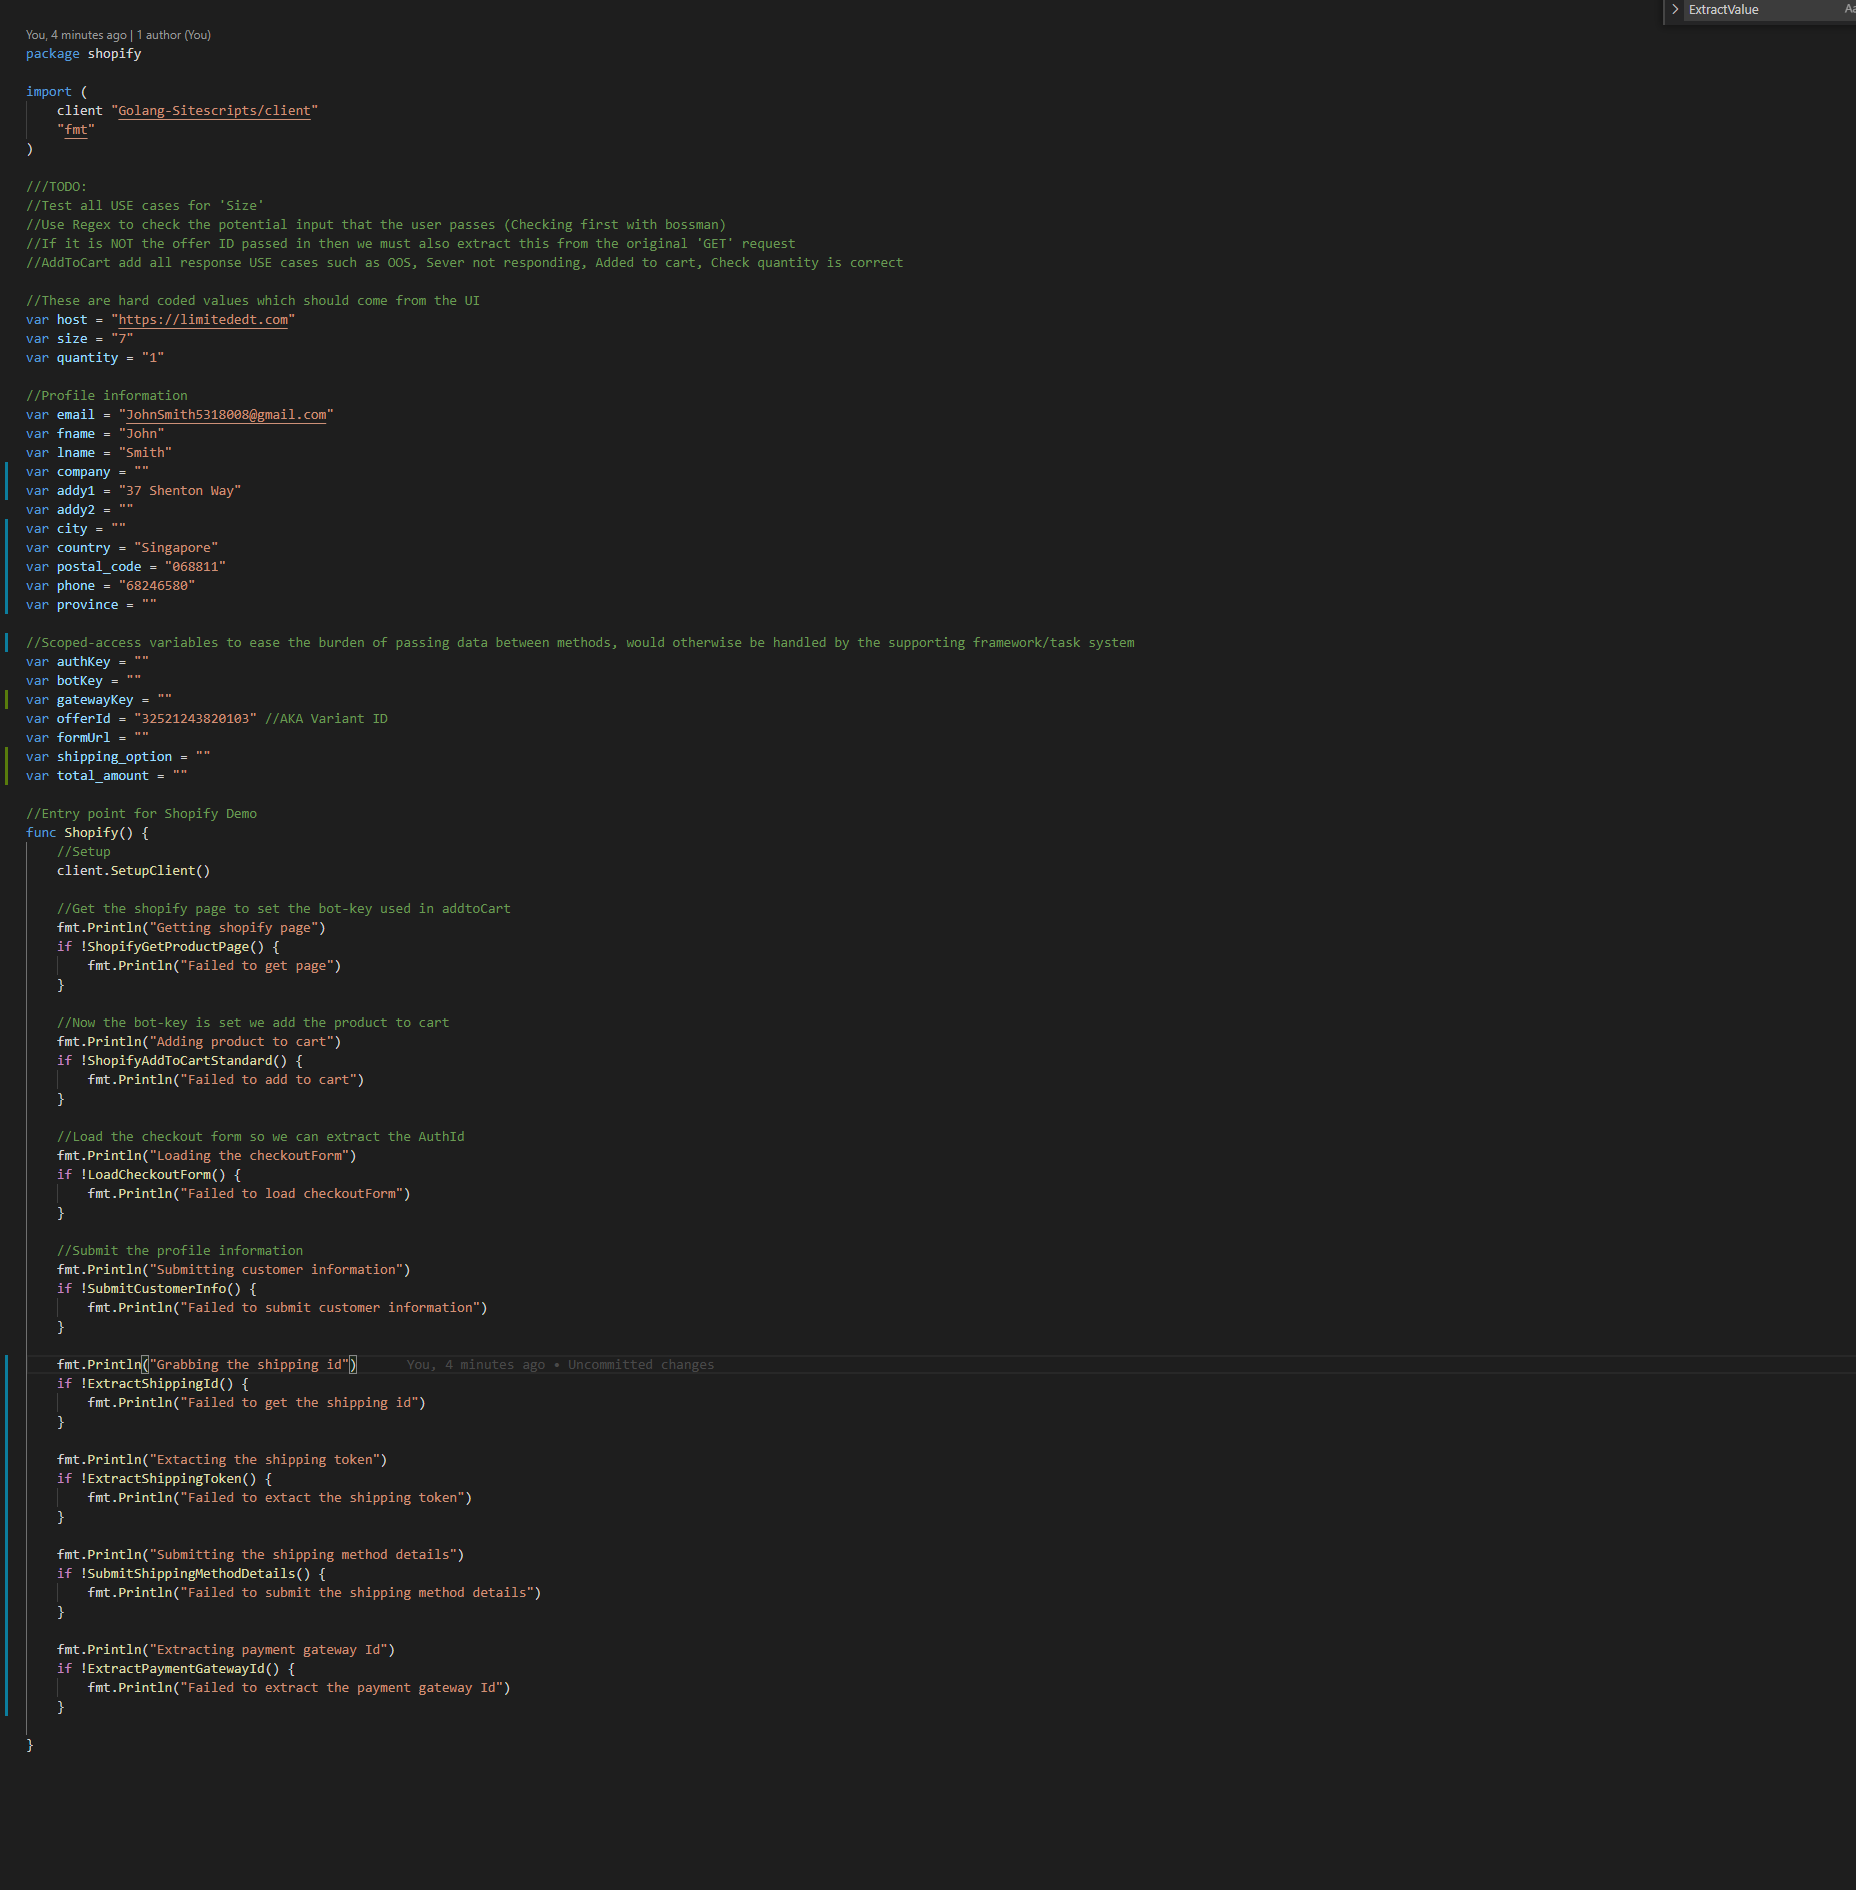 ExtractValue
You, 4 minutes ago | 1 author (You)
package shopify
import (
client "Golang-Sitescripts/client"
"fmt"
)
///TODO:
//Test all USE cases for 'Size'
//Use Regex to check the potential input that the user passes (Checking first with bossman)
//If it is NOT the offer ID passed in then we must also extract this from the original 'GET' request
//AddToCart add all response USE cases such as OOS, Sever not responding, Added to cart, Check quantity is correct
//These are hard coded values which should come from the UI
var host = "https://limitededt.com"
var size = "7"
var quantity = "1"
//Profile information
var email = "JohnSmith5318008@gmail.com"
var fname = "John"
var lname = "Smith"
var company = ""
var addy1 = "37 Shenton Way"
var addy2 = ""
var city = ""
var country = "Singapore"
var postal_code = "068811"
var phone = "68246580"
var province = ""
//Scoped-access variables to ease the burden of passing data between methods, would otherwise be handled by the supporting framework/task system
var authKey = ""
var botKey = ""
var gatewayKey = ""
var offerId = "32521243820103" //AKA Variant ID
var formUrl = ""
var shipping_option = ""
var total_amount = ""
//Entry point for Shopify Demo
func Shopify() {
//Setup
client.SetupClient()
//Get the shopify page to set the bot-key used in addtoCart
fmt.Println("Getting shopify page")
if !ShopifyGetProductPage() {
fmt.Println("Failed to get page")
}
//Now the bot-key is set we add the product to cart
fmt.Println("Adding product to cart")
if !ShopifyAddToCartStandard() {
fmt.Println("Failed to add to cart")
}
//Load the checkout form so we can extract the AuthId
fmt.Println("Loading the checkoutForm")
if !LoadCheckoutForm() {
fmt.Println("Failed to load checkoutForm")
}
//Submit the profile information
fmt.Println("Submitting customer information")
if !SubmitCustomerInfo() {
fmt.Println("Failed to submit customer information")
}
fmt.Println("Grabbing the shipping id") You, 4 minutes ago • Uncommitted changes
if !ExtractShippingId() {
fmt.Println("Failed to get the shipping id")
}
fmt.Println("Extacting the shipping token")
if !ExtractShippingToken() {
fmt.Println("Failed to extact the shipping token")
}
fmt.Println("Submitting the shipping method details")
if !SubmitShippingMethodDetails() {
fmt.Println("Failed to submit the shipping method details")
}
fmt.Println("Extracting payment gateway Id")
if !ExtractPaymentGatewayId() {
fmt.Println("Failed to extract the payment gateway Id")
}
}